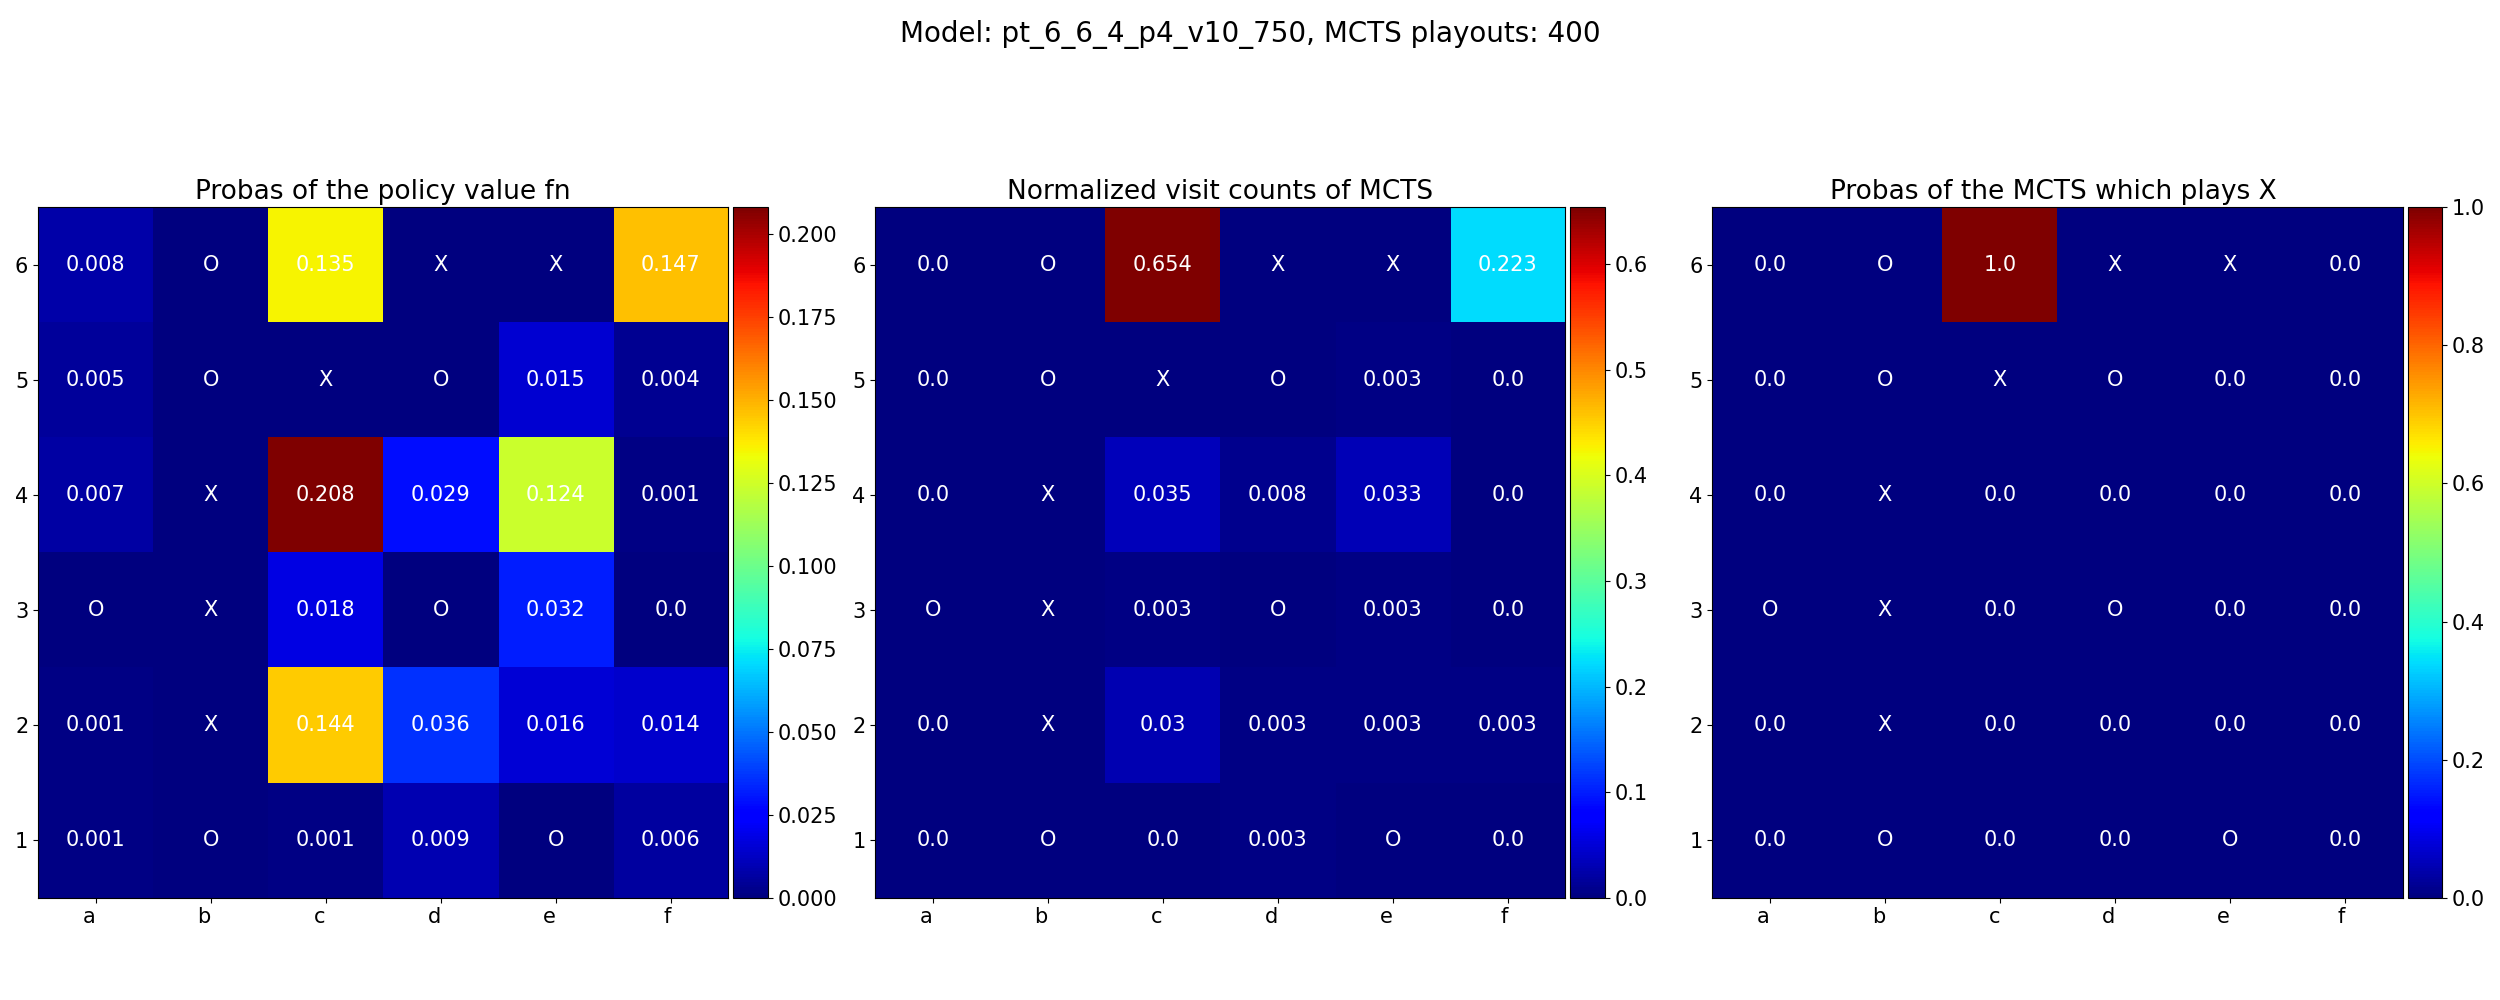 Model: pt_6_6_4_p4_v10_750, MCTS playouts: 400
Probas of the policy value fn
6 0.008 O 0.135 X X 0.147
5 0.005 O X O 0.015 0.004
4 0.007 X 0.208 0.029 0.124 0.001
3 O X 0.018 O 0.032 0.0
2 0.001 X 0.144 0.036 0.016 0.014
1 0.001 O 0.001 0.009 O 0.006
a b c d e f
0.200
0.175
0.150
0.125
0.100
0.075
0.050
0.025
0.000
Normalized visit counts of MCTS
6 0.0 O 0.654 X X 0.223
5 0.0 O X O 0.003 0.0
4 0.0 X 0.035 0.008 0.033 0.0
3 O X 0.003 O 0.003 0.0
2 0.0 X 0.03 0.003 0.003 0.003
1 0.0 O 0.0 0.003 O 0.0
a b c d e f
0.6
0.5
0.4
0.3
0.2
0.1
0.0
Probas of the MCTS which plays X
6 0.0 O 1.0 X X 0.0
5 0.0 O X O 0.0 0.0
4 0.0 X 0.0 0.0 0.0 0.0
3 O X 0.0 O 0.0 0.0
2 0.0 X 0.0 0.0 0.0 0.0
1 0.0 O 0.0 0.0 O 0.0
a b c d e f
1.0
0.8
0.6
0.4
0.2
0.0